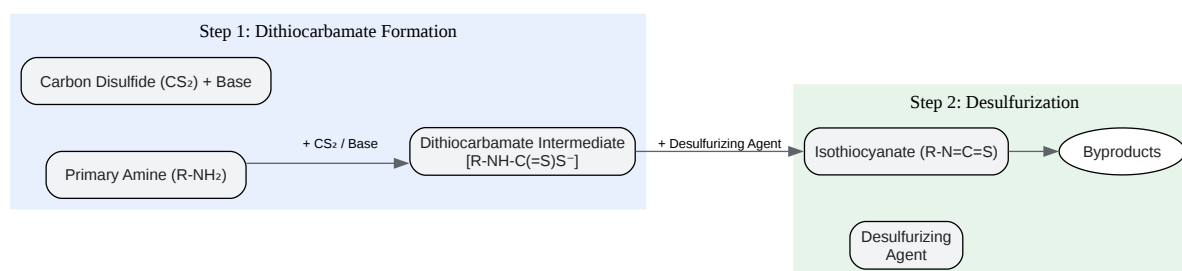 Step 1: Dithiocarbamate Formation
Carbon Disulfide (CS₂) + Base
Primary Amine (R-NH₂)
+ CS₂ / Base
Dithiocarbamate Intermediate
[R-NH-C(=S)S⁻]
+ Desulfurizing Agent
Step 2: Desulfurization
Isothiocyanate (R-N=C=S)
Byproducts
Desulfurizing
Agent